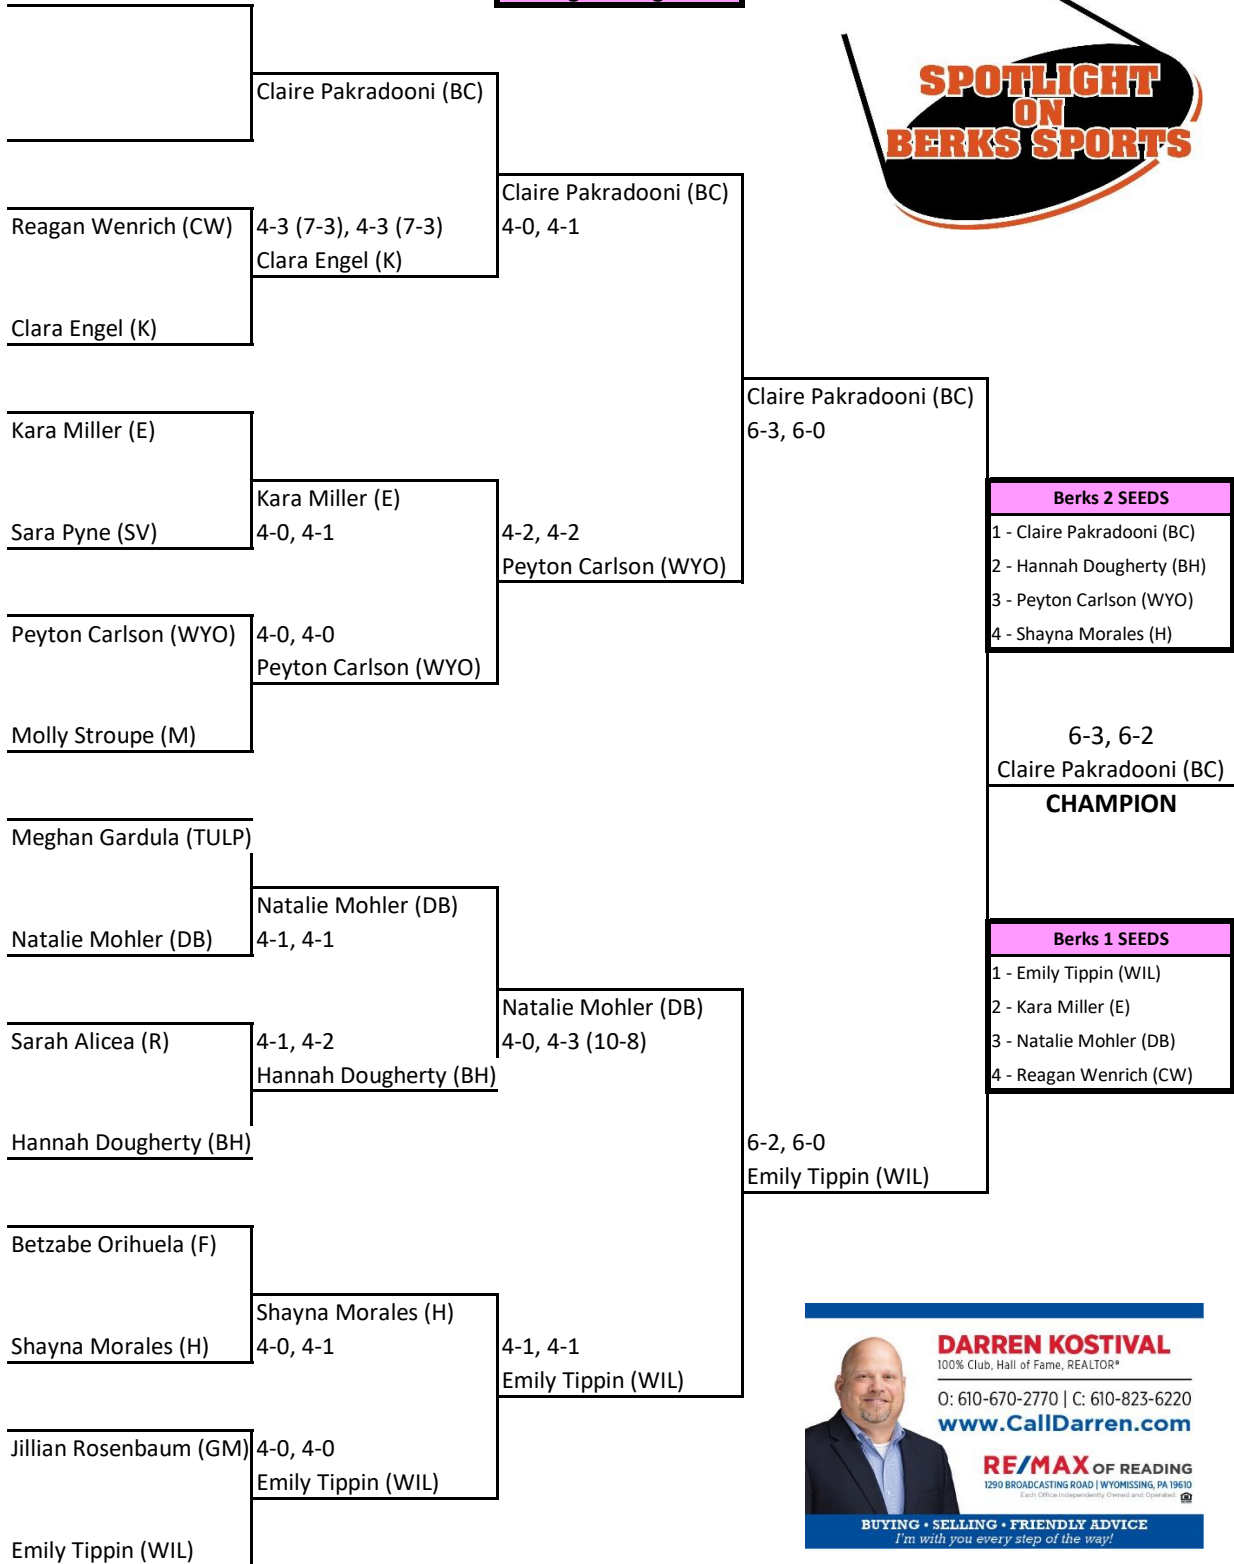 Claire Pakradooni (BC)
SPOTLIGHT
ON
BERKS SPORTS
Claire Pakradooni (BC)
Reagan Wenrich (CW)
4-3 (7-3), 4-3 (7-3)
4-0, 4-1
Clara Engel (K)
Clara Engel (K)
Claire Pakradooni (BC)
Kara Miller (E)
6-3, 6-0
Kara Miller (E)
Sara Pyne (SV)
4-0, 4-1
4-2, 4-2
Peyton Carlson (WYO)
Berks 2 SEEDS
1 - Claire Pakradooni (BC)
2 - Hannah Dougherty (BH)
3 - Peyton Carlson (WYO)
4 - Shayna Morales (H)
Peyton Carlson (WYO)
4-0, 4-0
Peyton Carlson (WYO)
Molly Stroupe (M)
6-3, 6-2
Claire Pakradooni (BC)
CHAMPION
Meghan Gardula (TULP)
Natalie Mohler (DB)
Natalie Mohler (DB)
4-1, 4-1
Berks 1 SEEDS
1 - Emily Tippin (WIL)
2 - Kara Miller (E)
3 - Natalie Mohler (DB)
4 - Reagan Wenrich (CW)
Natalie Mohler (DB)
Sarah Alicea (R)
4-1, 4-2
4-0, 4-3 (10-8)
Hannah Dougherty (BH)
Hannah Dougherty (BH)
6-2, 6-0
Emily Tippin (WIL)
Betzabe Orihuela (F)
Shayna Morales (H)
Shayna Morales (H)
4-0, 4-1
4-1, 4-1
Emily Tippin (WIL)
Jillian Rosenbaum (GM)
4-0, 4-0
Emily Tippin (WIL)
Emily Tippin (WIL)
DARREN KOSTIVAL
100% Club, Hall of Fame, REALTOR®
O: 610-670-2770 | C: 610-823-6220
www.CallDarren.com
RE/MAX OF READING
1290 BROADCASTING ROAD | WYOMISSING, PA 19610
Each Office Independently Owned and Operated.
BUYING • SELLING • FRIENDLY ADVICE
I'm with you every step of the way!